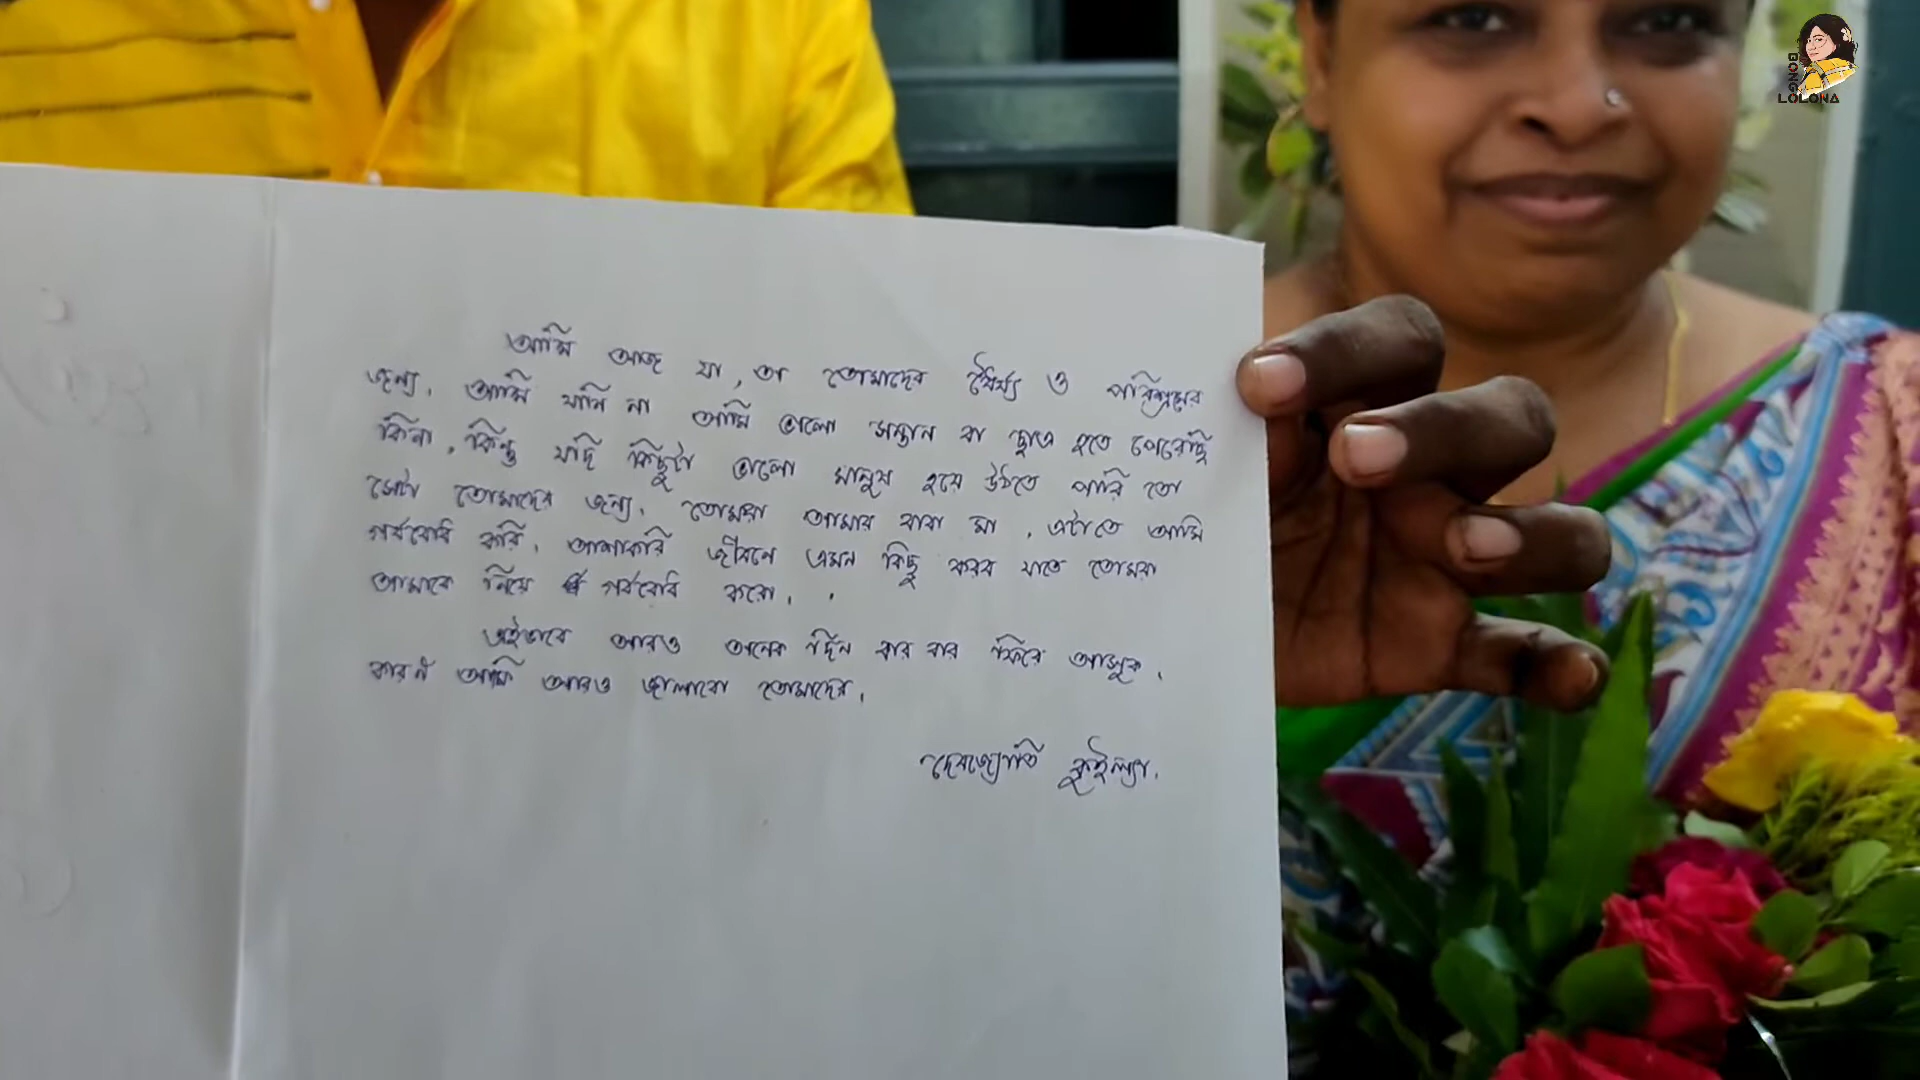 আমি আজ যা, তা তোমাদের ধৈর্য্য ও পরিশ্রমের
জন্য। আমি যানি না আমি ভালো সন্তান বা ছাত্র হতে পেরেছি
কিনা, কিন্তু যদি কিছুটা ভালো মানুষ হয়ে উঠতে পারি তো
সেটা তোমাদের জন্য। তোমরা আমার বাবা মা, এটাতে আমি
গর্ববোধ করি। আশাকরি জীবনে এমন কিছু করব যাতে তোমরা
আমাকে নিয়ে গর্ববোধ করো।
এইভাবে আরও অনেক দিন বার বার ফিরে আসুক,
কারণ আমি আরও জ্বালাবো তোমাদের।
দেবজ্যোতি কুইল্যা।
BONG
LOLONA